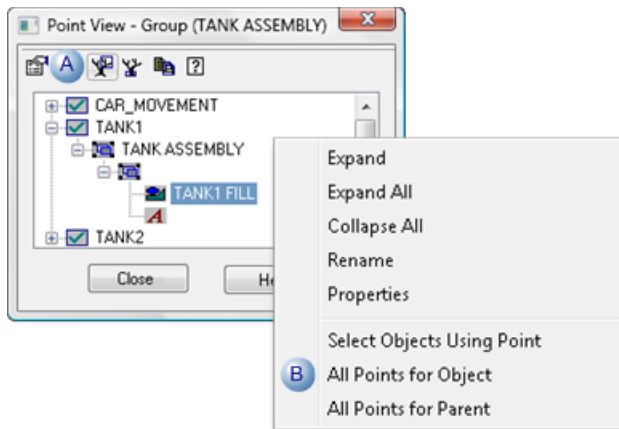 Point View - Group (TANK ASSEMBLY)
A
CAR_MOVEMENT
TANK1
TANK ASSEMBLY
TANK1 FILL
A
TANK2
Close
He
Expand
Expand All
Collapse All
Rename
Properties
Select Objects Using Point
B All Points for Object
All Points for Parent